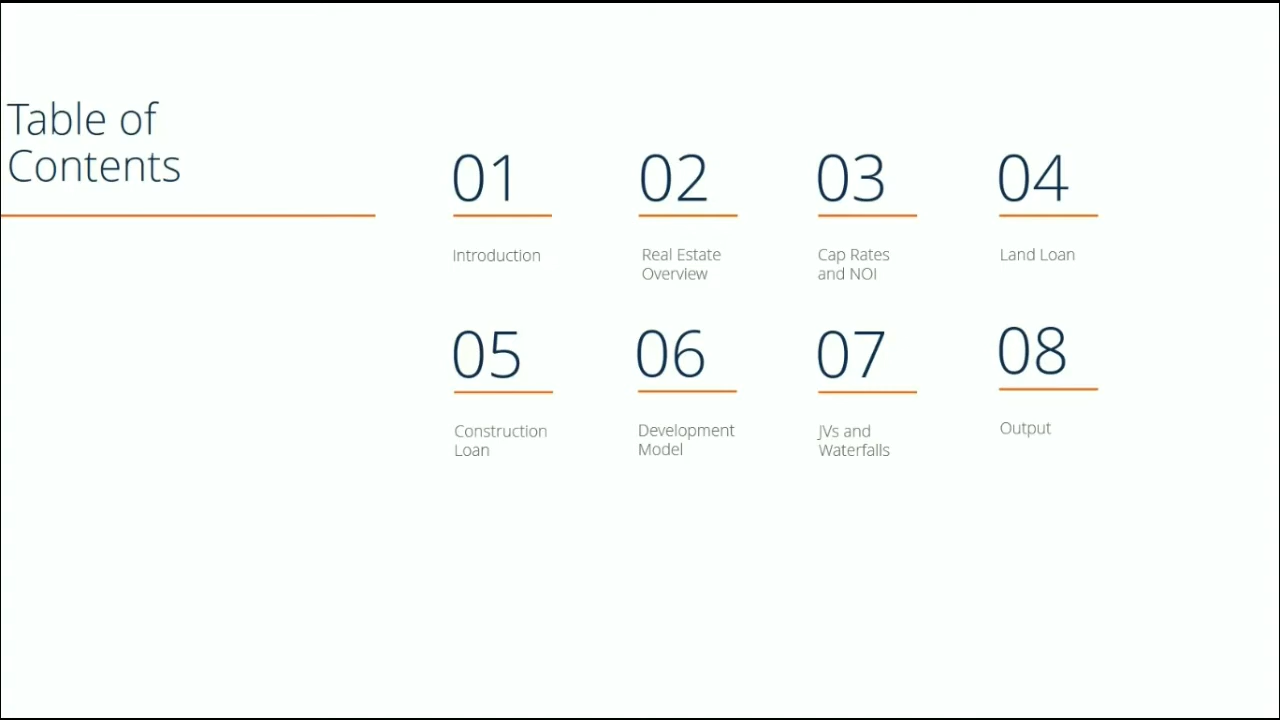 Table of
Contents
01
Introduction
02
Real Estate
Overview
03
Cap Rates
and NOI
04
Land Loan
05
Construction
Loan
06
Development
Model
07
JVs and
Waterfalls
08
Output